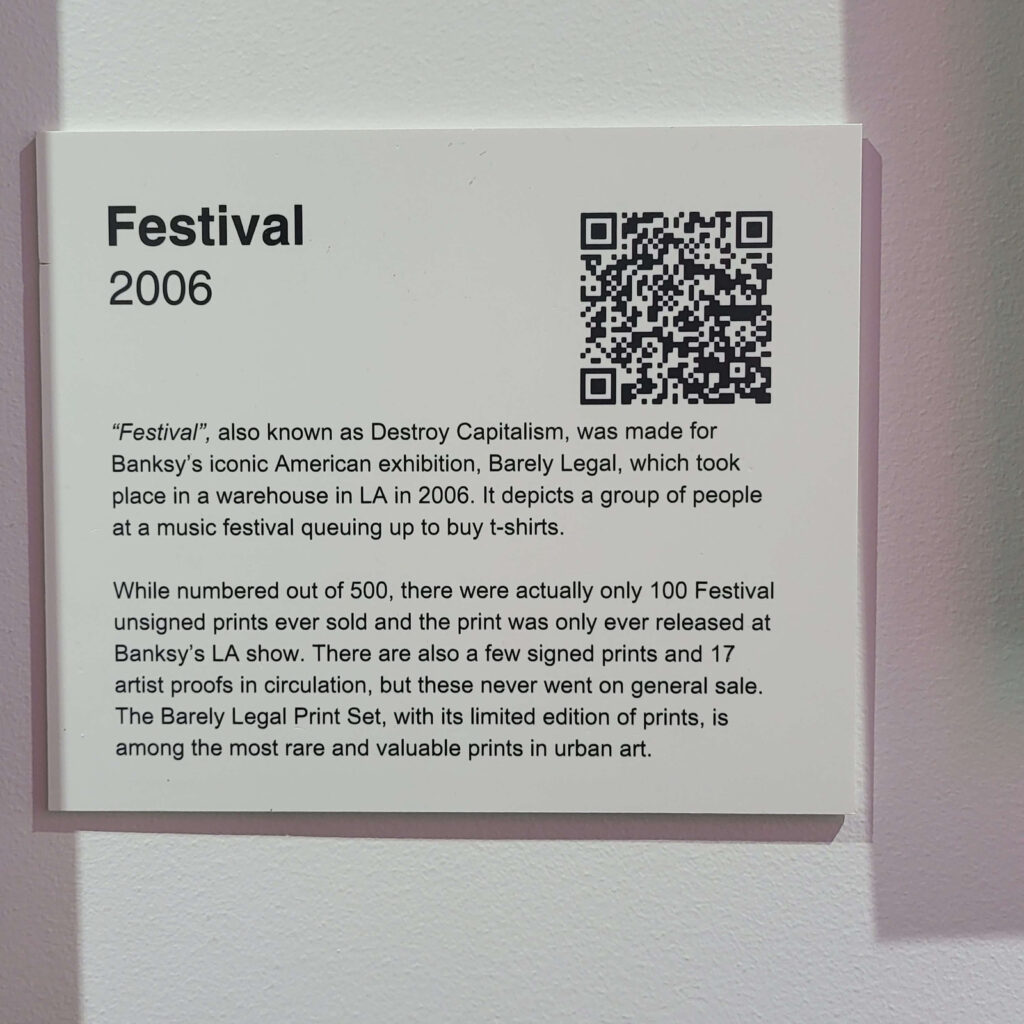 Festival
2006
“Festival”, also known as Destroy Capitalism, was made for
Banksy’s iconic American exhibition, Barely Legal, which took
place in a warehouse in LA in 2006. It depicts a group of people
at a music festival queuing up to buy t-shirts.
While numbered out of 500, there were actually only 100 Festival
unsigned prints ever sold and the print was only ever released at
Banksy’s LA show. There are also a few signed prints and 17
artist proofs in circulation, but these never went on general sale.
The Barely Legal Print Set, with its limited edition of prints, is
among the most rare and valuable prints in urban art.